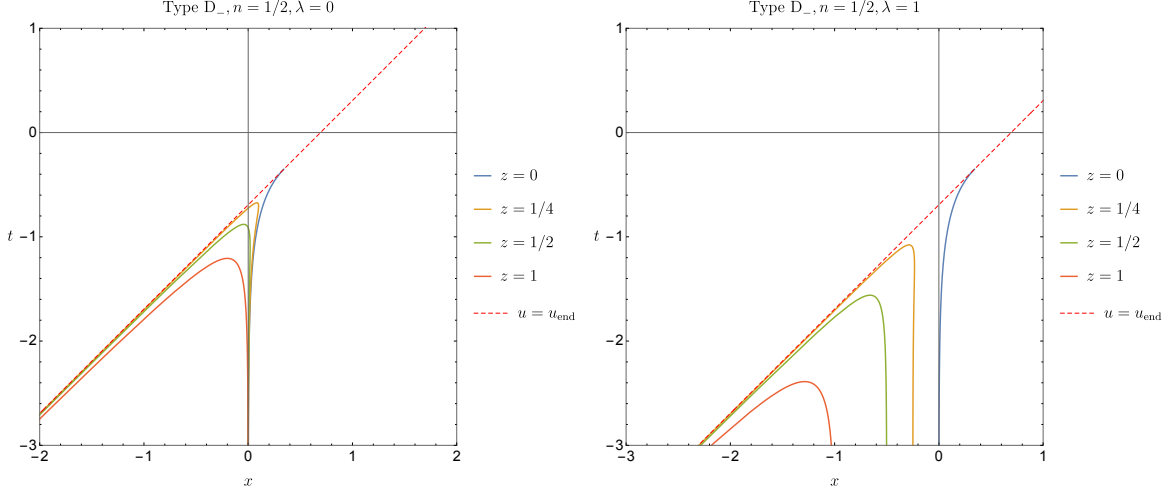 Type D₋, n = 1/2, λ = 0
1
0
−1
−2
−3
t
−2 −1 0 1 2
x
z = 0
z = 1/4
z = 1/2
z = 1
u = u_end
Type D₋, n = 1/2, λ = 1
1
0
−1
−2
−3
t
−3 −2 −1 0 1
x
z = 0
z = 1/4
z = 1/2
z = 1
u = u_end